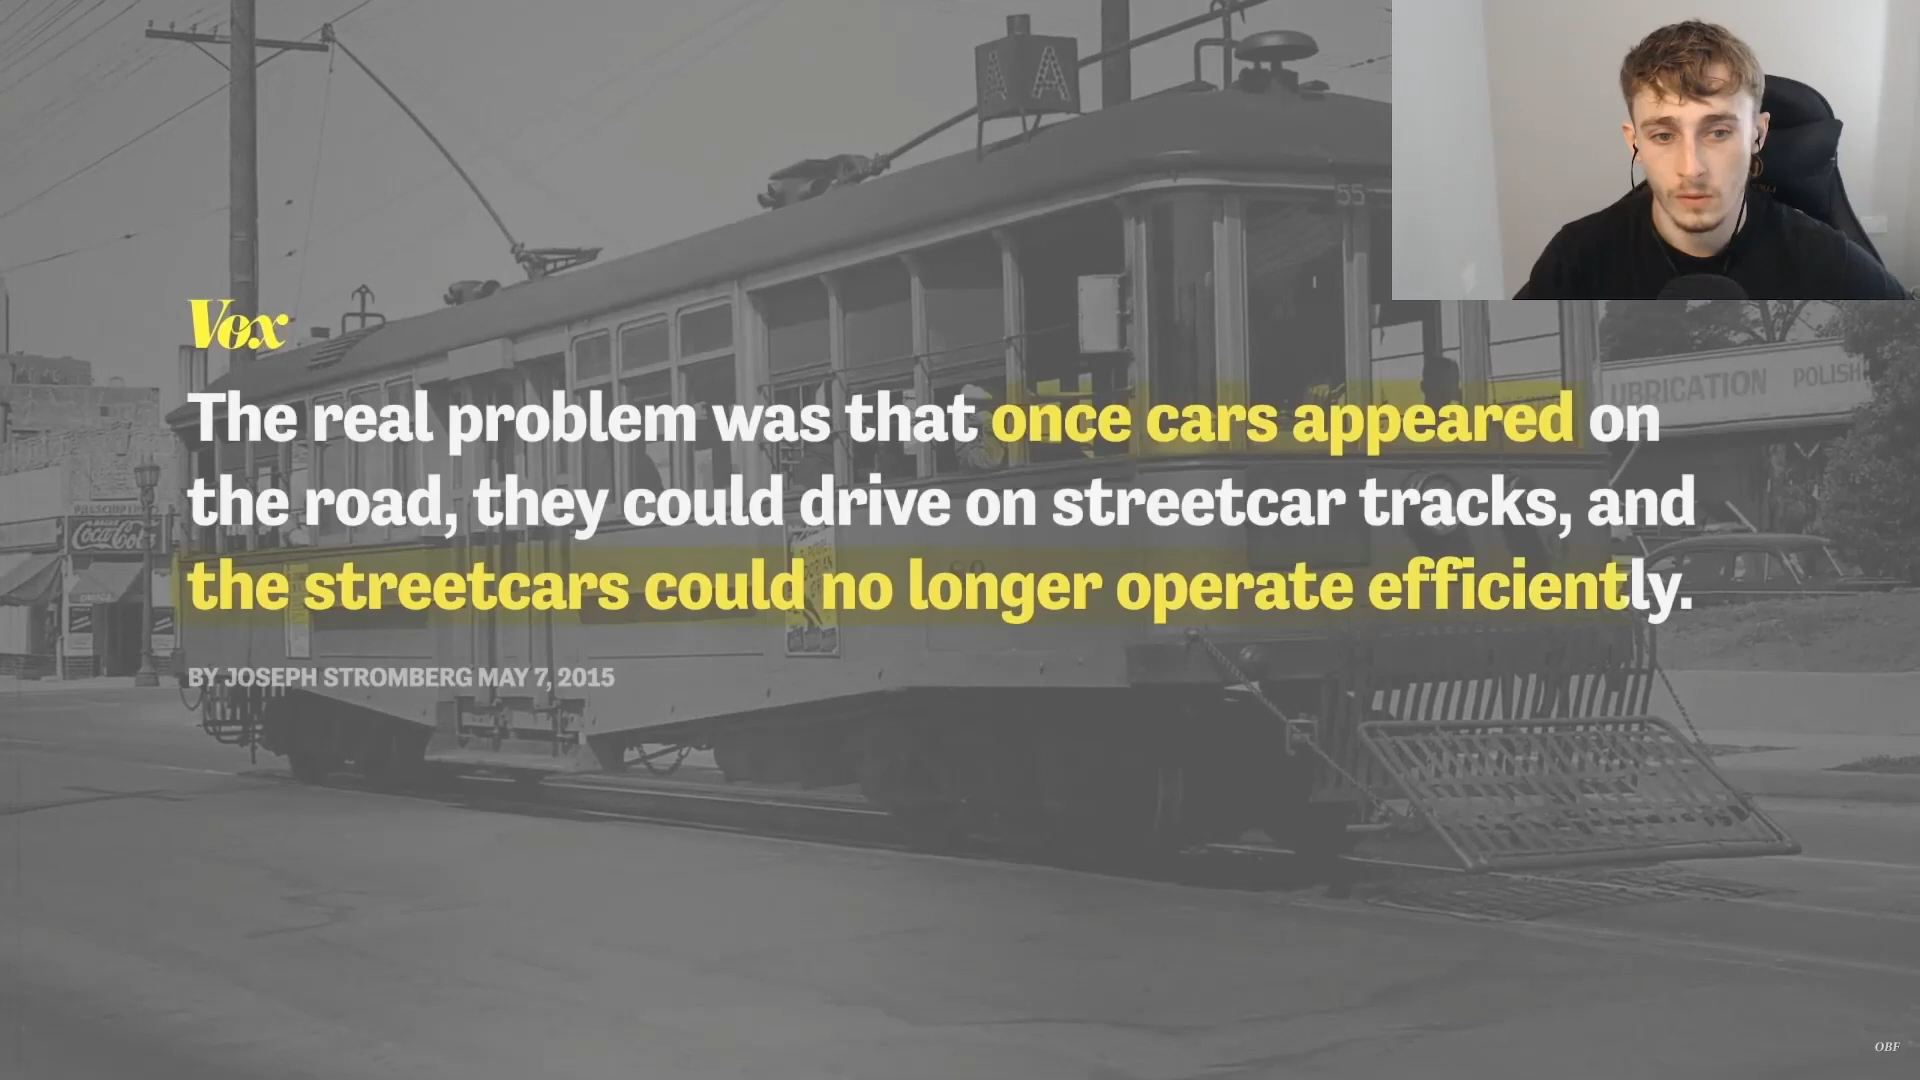 A A
55
Vox
UBRICATION POLISH
The real problem was that once cars appeared on
the road, they could drive on streetcar tracks, and
the streetcars could no longer operate efficiently.
Coca-Cola
BY JOSEPH STROMBERG MAY 7, 2015
OBF